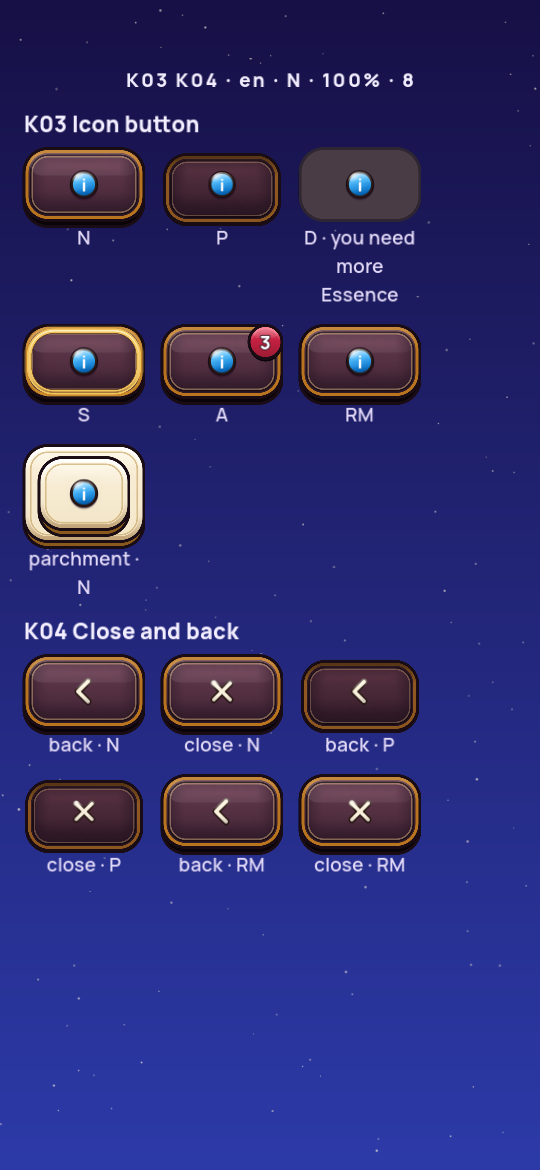 K03 K04 · en · N · 100% · 8
K03 Icon button
i
i
i
N
P
D · you need
more
Essence
i
i
3
i
S
A
RM
i
parchment ·
N
K04 Close and back
back · N
close · N
back · P
close · P
back · RM
close · RM